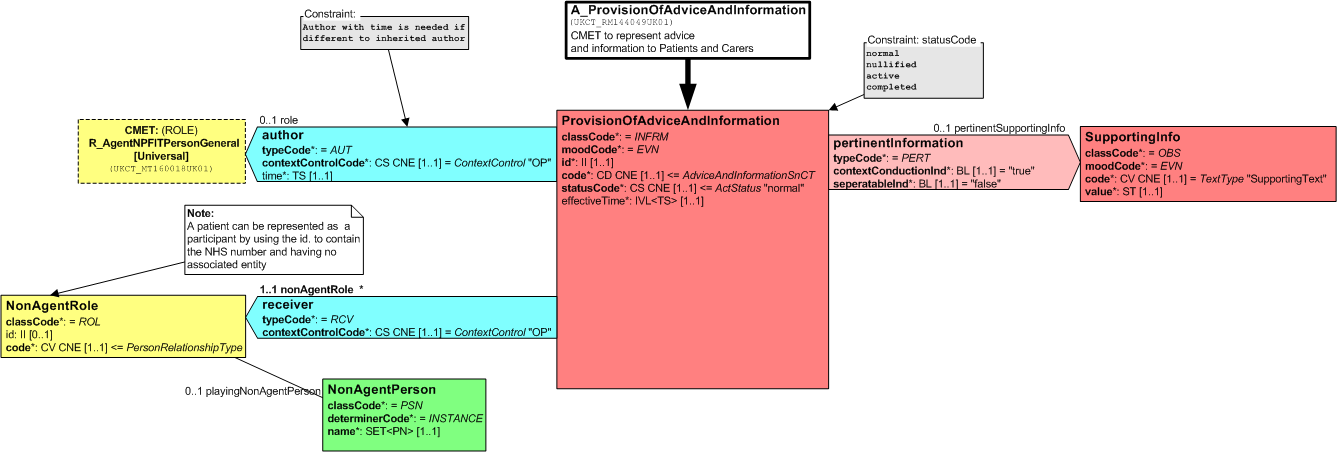 A_ProvisionOfAdviceAndInformation
(UKCT_RM144049UK01)
CMET to represent advice
and information to Patients and Carers
Constraint:
Author with time is needed if
different to inherited author
Constraint: statusCode
normal
nullified
active
completed
0..1 role
CMET: (ROLE)
R_AgentNPFITPersonGeneral
[Universal]
(UKCT_MT160018UK01)
author
typeCode*: = AUT
contextControlCode*: CS CNE [1..1] = ContextControl "OP"
time*: TS [1..1]
ProvisionOfAdviceAndInformation
classCode*: = INFRM
moodCode*: = EVN
id*: II [1..1]
code*: CD CNE [1..1] <= AdviceAndInformationSnCT
statusCode*: CS CNE [1..1] <= ActStatus "normal"
effectiveTime*: IVL<TS> [1..1]
0..1 pertinentSupportingInfo
pertinentInformation
typeCode*: = PERT
contextConductionInd*: BL [1..1] = "true"
seperatableInd*: BL [1..1] = "false"
SupportingInfo
classCode*: = OBS
moodCode*: = EVN
code*: CV CNE [1..1] = TextType "SupportingText"
value*: ST [1..1]
Note:
A patient can be represented as a
participant by using the id. to contain
the NHS number and having no
associated entity
1..1 nonAgentRole *
receiver
typeCode*: = RCV
contextControlCode*: CS CNE [1..1] = ContextControl "OP"
NonAgentRole
classCode*: = ROL
id: II [0..1]
code*: CV CNE [1..1] <= PersonRelationshipType
0..1 playingNonAgentPerson
NonAgentPerson
classCode*: = PSN
determinerCode*: = INSTANCE
name*: SET<PN> [1..1]